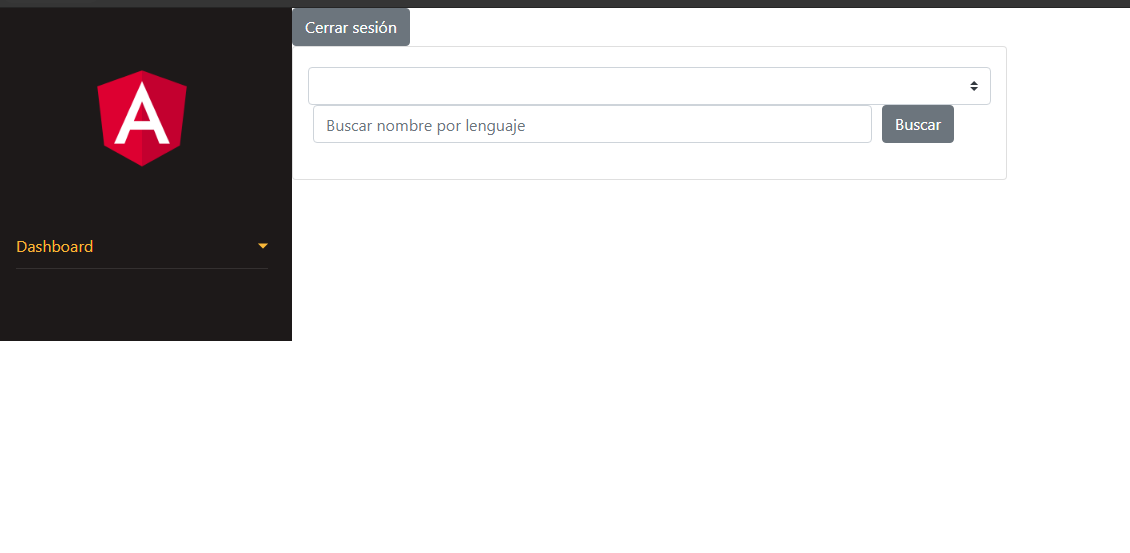 Cerrar sesión
Buscar nombre por lenguaje
Buscar
Dashboard